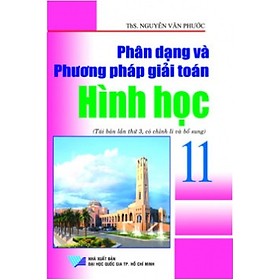 ThS. NGUYỄN VĂN PHƯỚC
Phân dạng và
Phương pháp giải toán
Hình học
(Tái bản lần thứ 3, có chỉnh lí và bổ sung)
11
NHÀ XUẤT BẢN
ĐẠI HỌC QUỐC GIA TP. HỒ CHÍ MINH